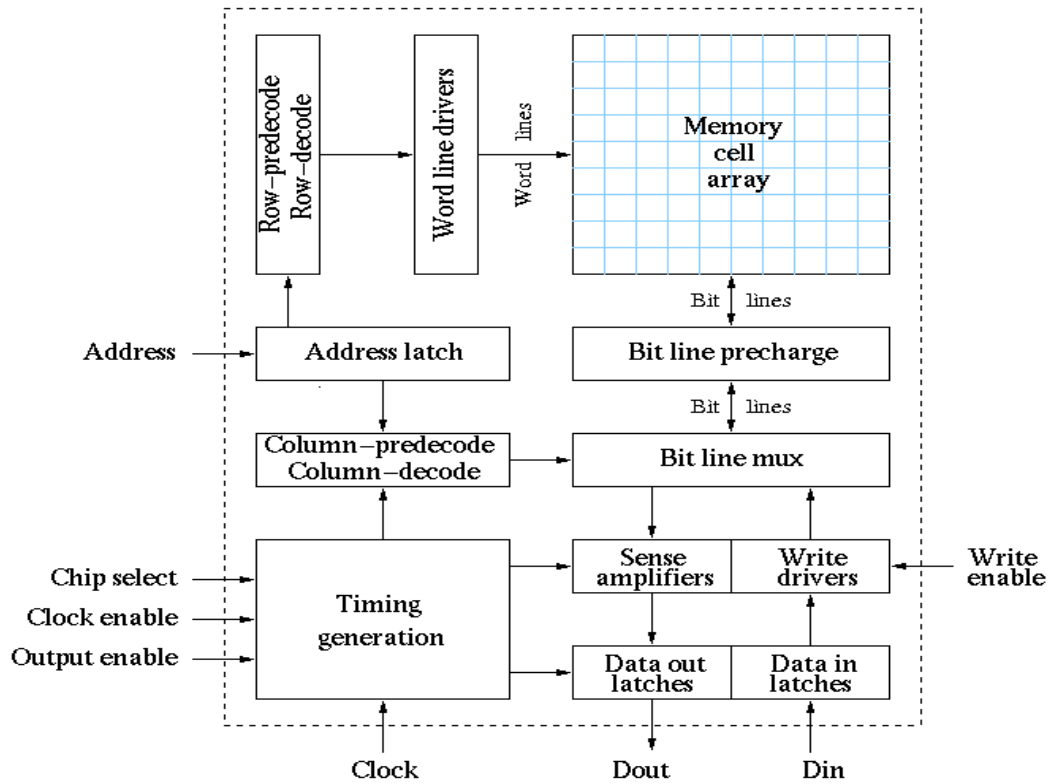 Row-predecode
Row-decode
Word line drivers
Word lines
Memory
cell
array
Bit lines
Address
Address latch
Bit line precharge
Bit lines
Column-predecode
Column-decode
Bit line mux
Chip select
Clock enable
Output enable
Timing
generation
Sense
amplifiers
Write
drivers
Write
enable
Data out
latches
Data in
latches
Clock
Dout
Din